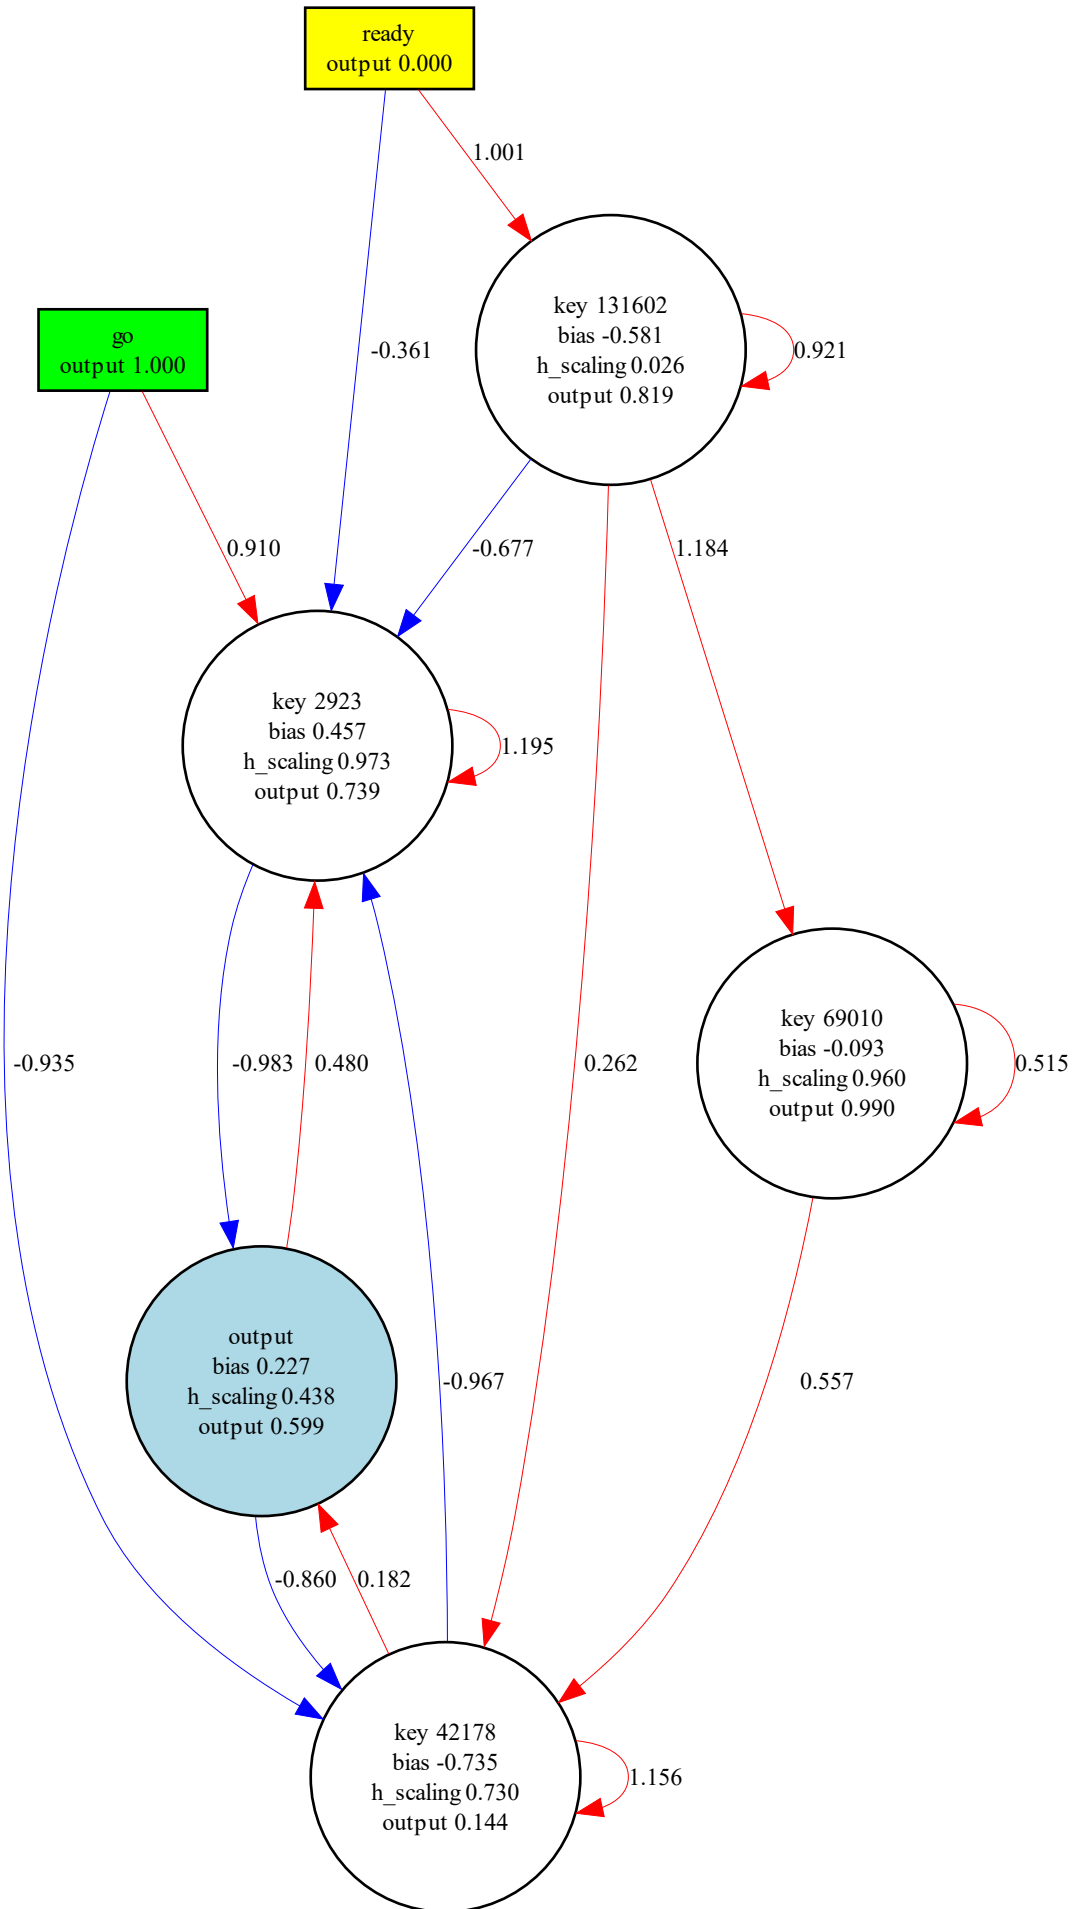 ready
output 0.000
1.001
key 131602
bias -0.581
h_scaling 0.026
output 0.819
0.921
-0.361
go
output 1.000
0.910
-0.677
1.184
key 2923
bias 0.457
h_scaling 0.973
output 0.739
1.195
key 69010
bias -0.093
h_scaling 0.960
output 0.990
0.515
-0.935
-0.983
0.480
0.262
output
bias 0.227
h_scaling 0.438
output 0.599
-0.967
0.557
-0.860
0.182
key 42178
bias -0.735
h_scaling 0.730
output 0.144
1.156